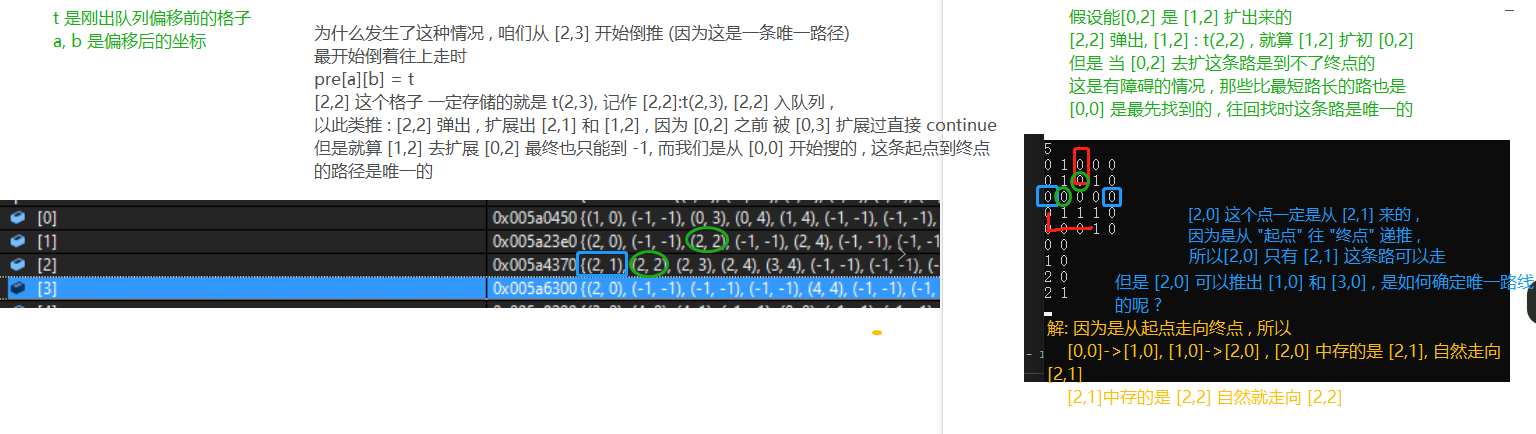 t 是刚出队列偏移前的格子
a, b 是偏移后的坐标
为什么发生了这种情况 , 咱们从 [2,3] 开始倒推 (因为这是一条唯一路径)
最开始倒着往上走时
pre[a][b] = t
[2,2] 这个格子 一定存储的就是 t(2,3), 记作 [2,2]:t(2,3), [2,2] 入队列 ,
以此类推 : [2,2] 弹出 , 扩展出 [2,1] 和 [1,2] , 因为 [0,2] 之前 被 [0,3] 扩展过直接 continue
但是就算 [1,2] 去扩展 [0,2] 最终也只能到 -1, 而我们是从 [0,0] 开始搜的 , 这条起点到终点
的路径是唯一的
[0] 0x005a0450 {(1, 0), (-1, -1), (0, 3), (0, 4), (1, 4), (-1, -1), (-1, -1),
[1] 0x005a23e0 {(2, 0), (-1, -1), (2, 2), (-1, -1), (2, 4), (-1, -1), (-1, -1
[2] 0x005a4370 {(2, 1), (2, 2), (2, 3), (2, 4), (3, 4), (-1, -1), (-1, -1), (-
[3] 0x005a6300 {(2, 0), (-1, -1), (-1, -1), (-1, -1), (4, 4), (-1, -1), (-1,
假设能[0,2] 是 [1,2] 扩出来的
[2,2] 弹出, [1,2] : t(2,2) , 就算 [1,2] 扩初 [0,2]
但是 当 [0,2] 去扩这条路是到不了终点的
这是有障碍的情况 , 那些比最短路长的路也是
[0,0] 是最先找到的 , 往回找时这条路是唯一的
5
0 1 0 0 0
0 1 0 1 0
0 0 0 0 0
0 1 1 1 0
0 0 0 1 0
0 0
1 0
2 0
2 1
[2,0] 这个点一定是从 [2,1] 来的 ,
因为是从 "起点" 往 "终点" 递推 ,
所以[2,0] 只有 [2,1] 这条路可以走
但是 [2,0] 可以推出 [1,0] 和 [3,0] , 是如何确定唯一路线
的呢 ?
解: 因为是从起点走向终点 , 所以
[0,0]->[1,0], [1,0]->[2,0] , [2,0] 中存的是 [2,1], 自然走向
[2,1]
[2,1]中存的是 [2,2] 自然就走向 [2,2]